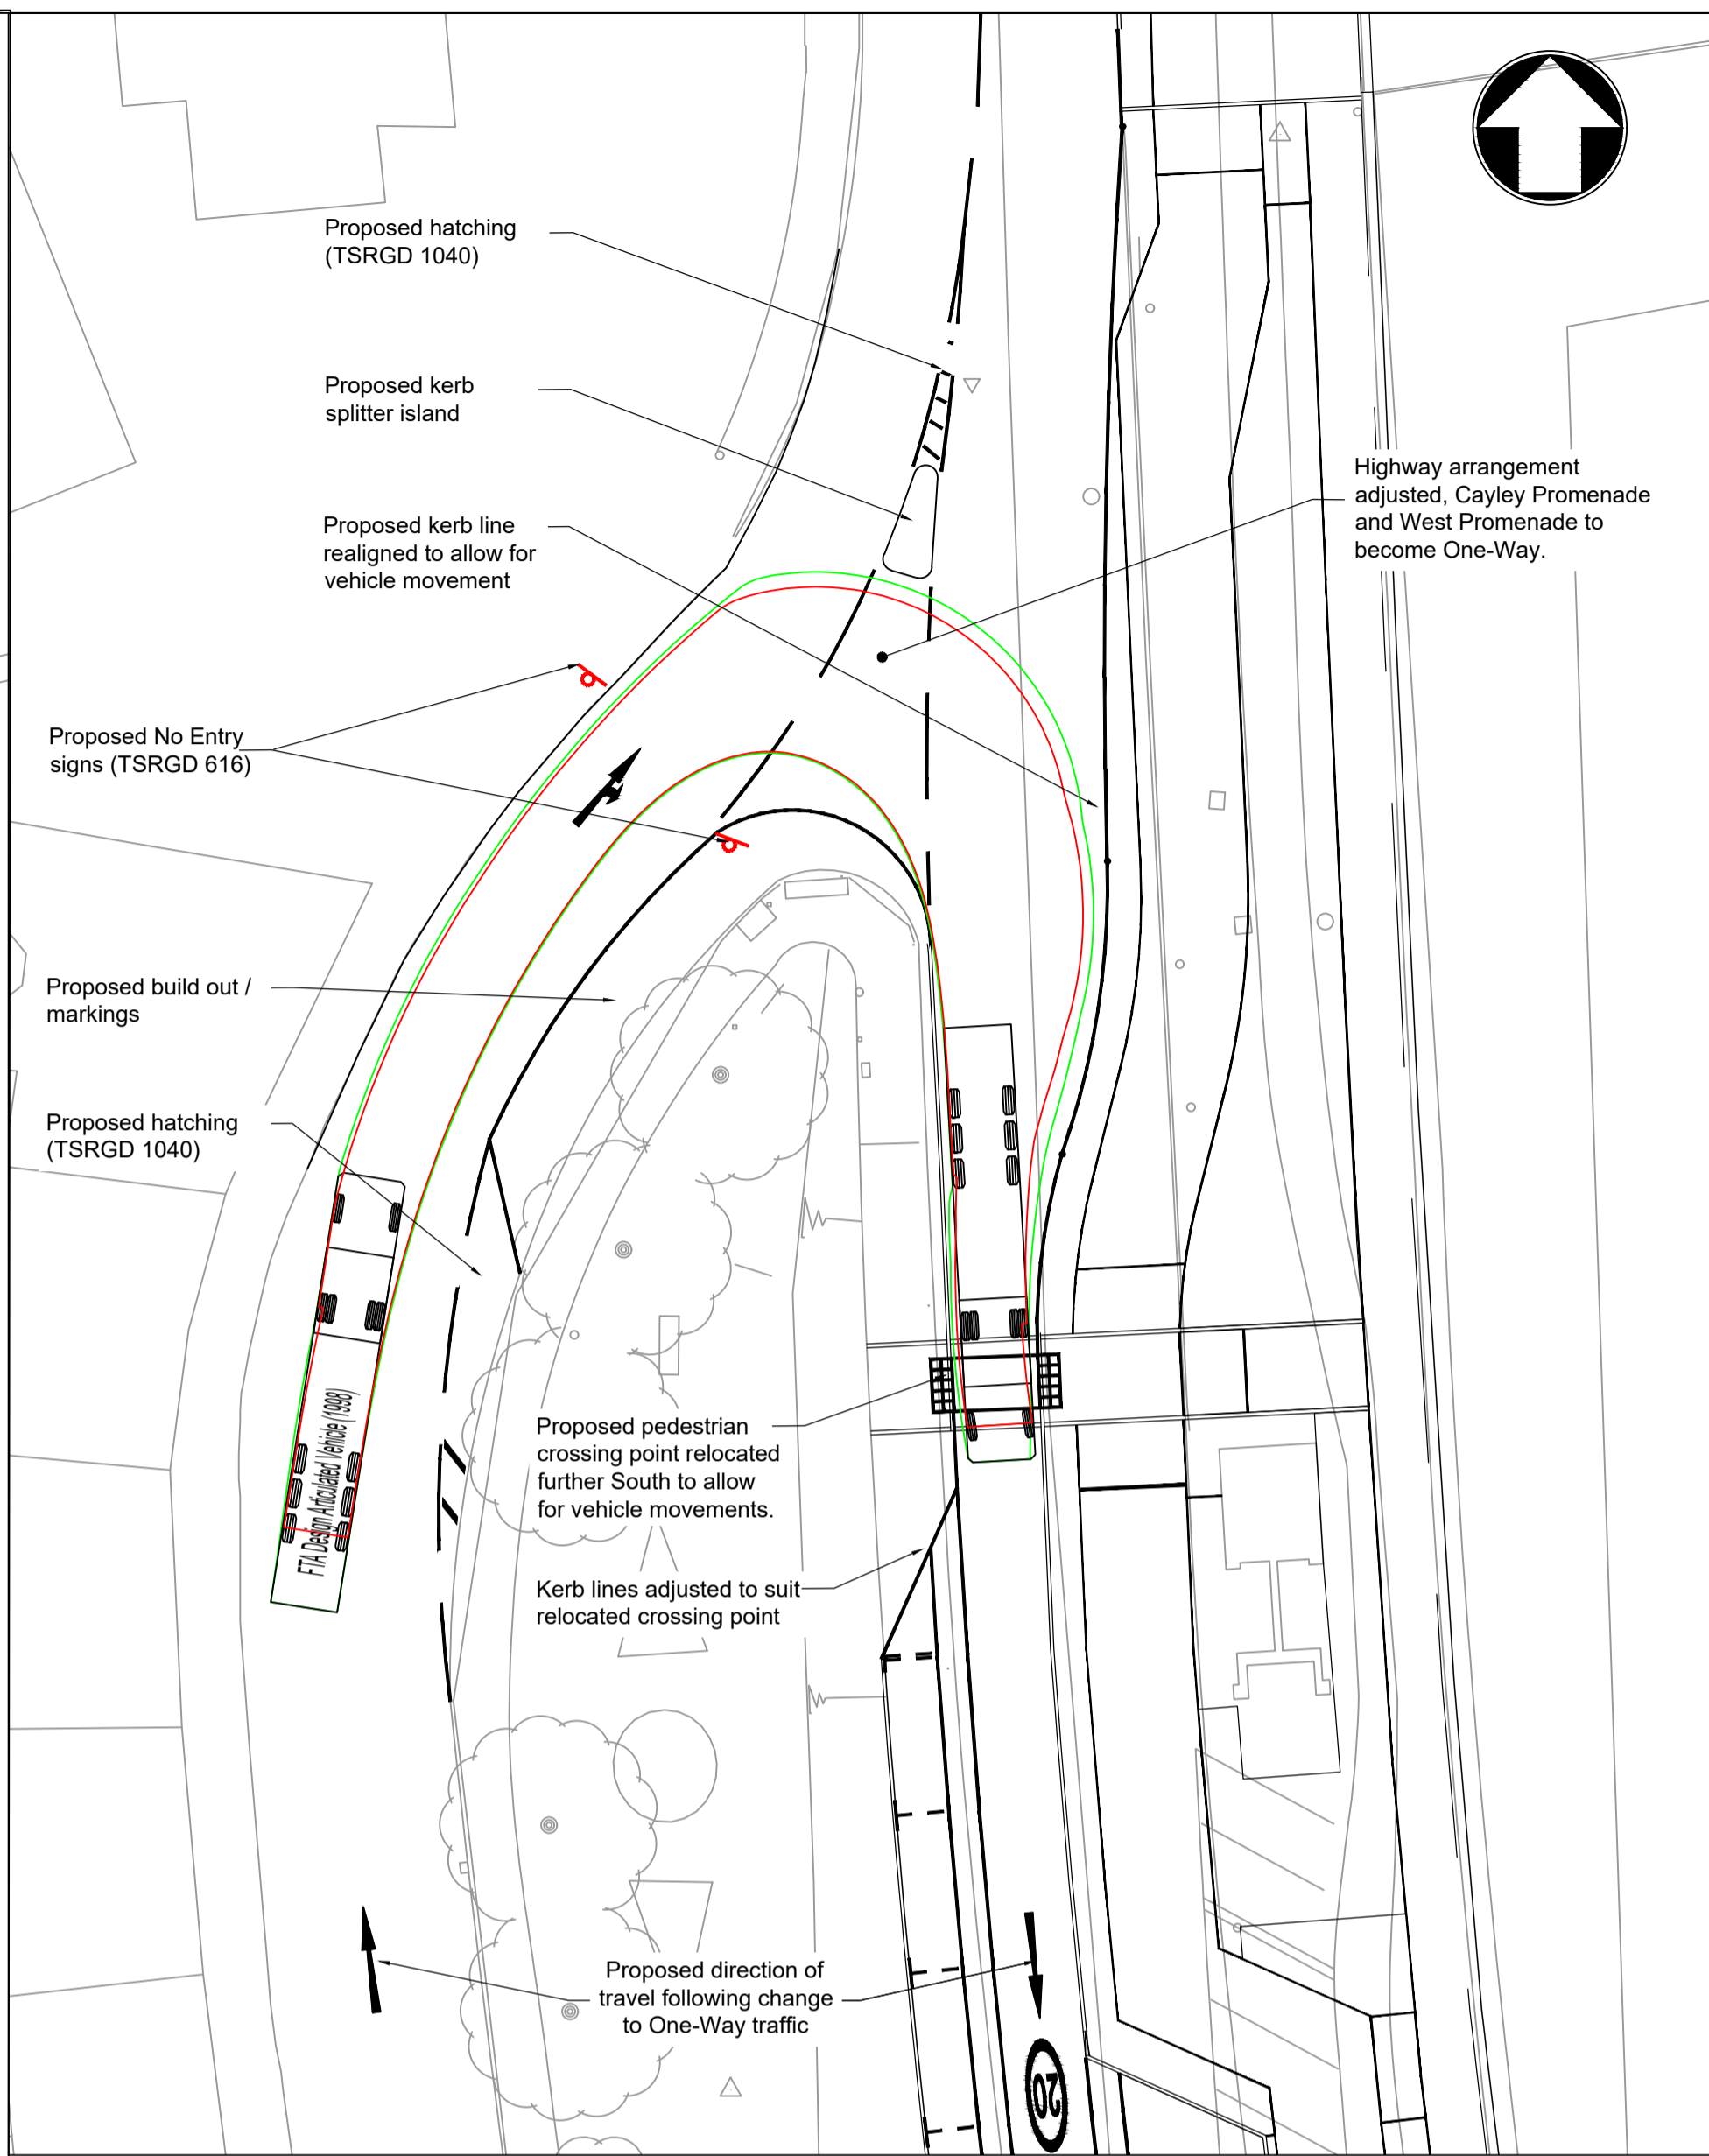 Proposed hatching
(TSRGD 1040)
Proposed kerb
splitter island
Highway arrangement
adjusted, Cayley Promenade
and West Promenade to
become One-Way.
Proposed kerb line
realigned to allow for
vehicle movement
Proposed No Entry
signs (TSRGD 616)
Proposed build out /
markings
Proposed hatching
(TSRGD 1040)
FTA Design Articulated Vehicle (1998)
Proposed pedestrian
crossing point relocated
further South to allow
for vehicle movements.
Kerb lines adjusted to suit
relocated crossing point
Proposed direction of
travel following change
to One-Way traffic
20